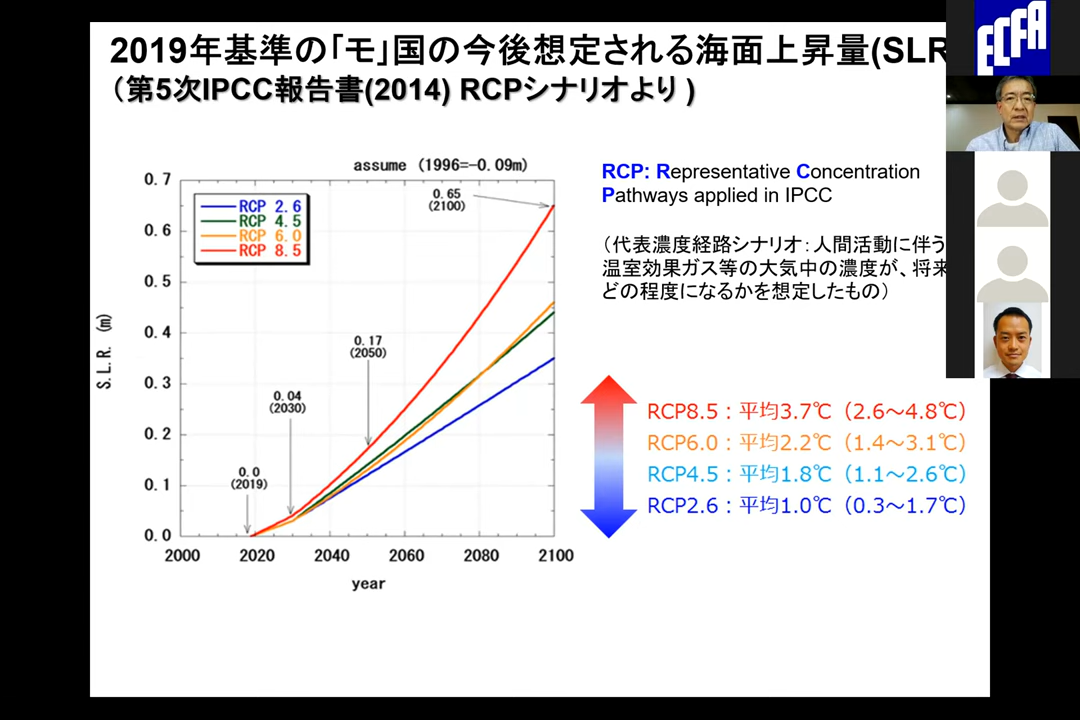 2019年基準の「モ」国の今後想定される海面上昇量(SLR
（第5次IPCC報告書(2014) RCPシナリオより )
ECFA
assume (1996=-0.09m)
0.7
0.6
0.5
0.4
0.3
0.2
0.1
0.0
S.L.R. (m)
RCP 2.6
RCP 4.5
RCP 6.0
RCP 8.5
0.65
(2100)
0.17
(2050)
0.04
(2030)
0.0
(2019)
2000 2020 2040 2060 2080 2100
year
RCP: Representative Concentration
Pathways applied in IPCC
（代表濃度経路シナリオ：人間活動に伴う
温室効果ガス等の大気中の濃度が、将来
どの程度になるかを想定したもの）
RCP8.5：平均3.7℃（2.6～4.8℃）
RCP6.0：平均2.2℃（1.4～3.1℃）
RCP4.5：平均1.8℃（1.1～2.6℃）
RCP2.6：平均1.0℃（0.3～1.7℃）